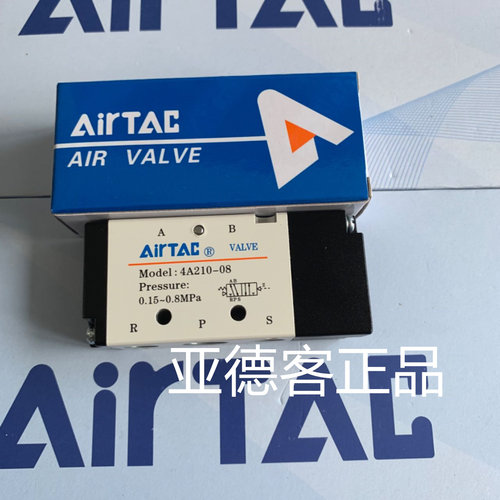 AirTAC
AirTAC
AIR VALVE
A B
AirTAC ® VALVE
Model: 4A210-08
Pressure:
0.15~0.8MPa
A B
R P S
R P S
亚德客正品
AirTAC